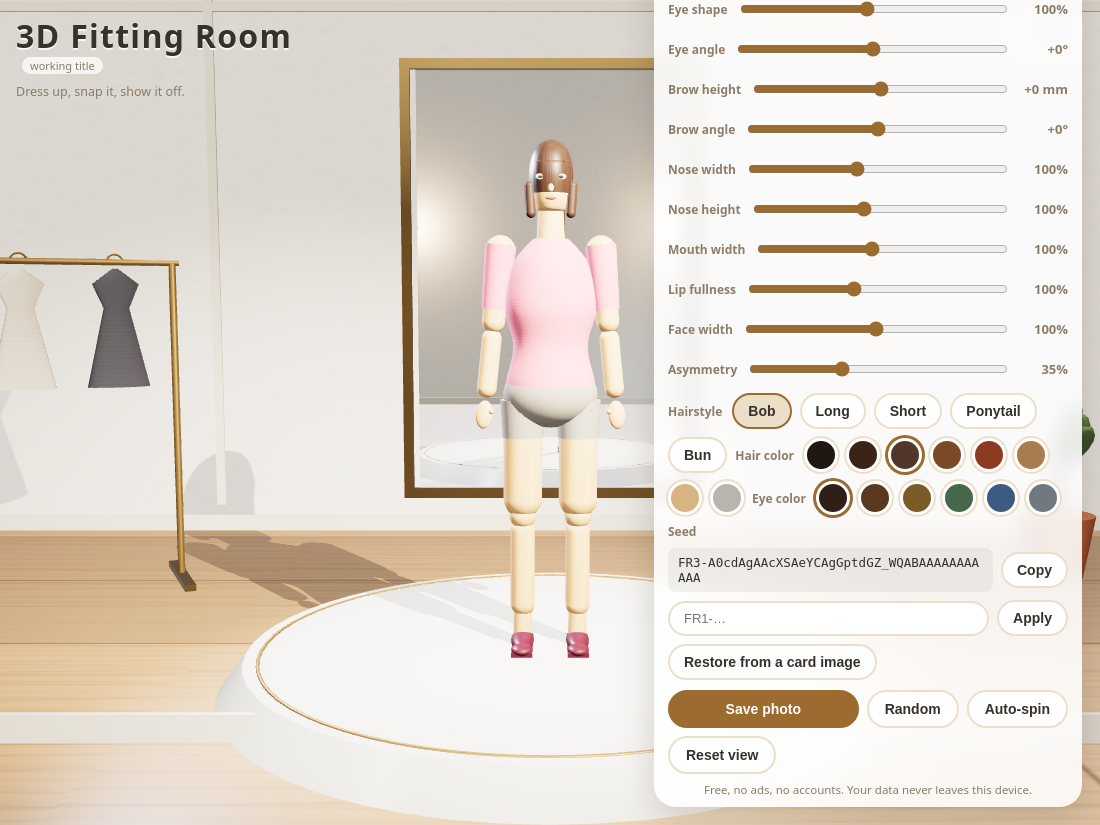 3D Fitting Room
working title
Dress up, snap it, show it off.
Eye shape 100%
Eye angle +0°
Brow height +0 mm
Brow angle +0°
Nose width 100%
Nose height 100%
Mouth width 100%
Lip fullness 100%
Face width 100%
Asymmetry 35%
Hairstyle Bob Long Short Ponytail
Bun Hair color
Eye color
Seed
FR3-A0cdAgAAcXSAeYCAgGptdGZ_WQABAAAAAAAA
AAA Copy
FR1-… Apply
Restore from a card image
Save photo Random Auto-spin
Reset view
Free, no ads, no accounts. Your data never leaves this device.